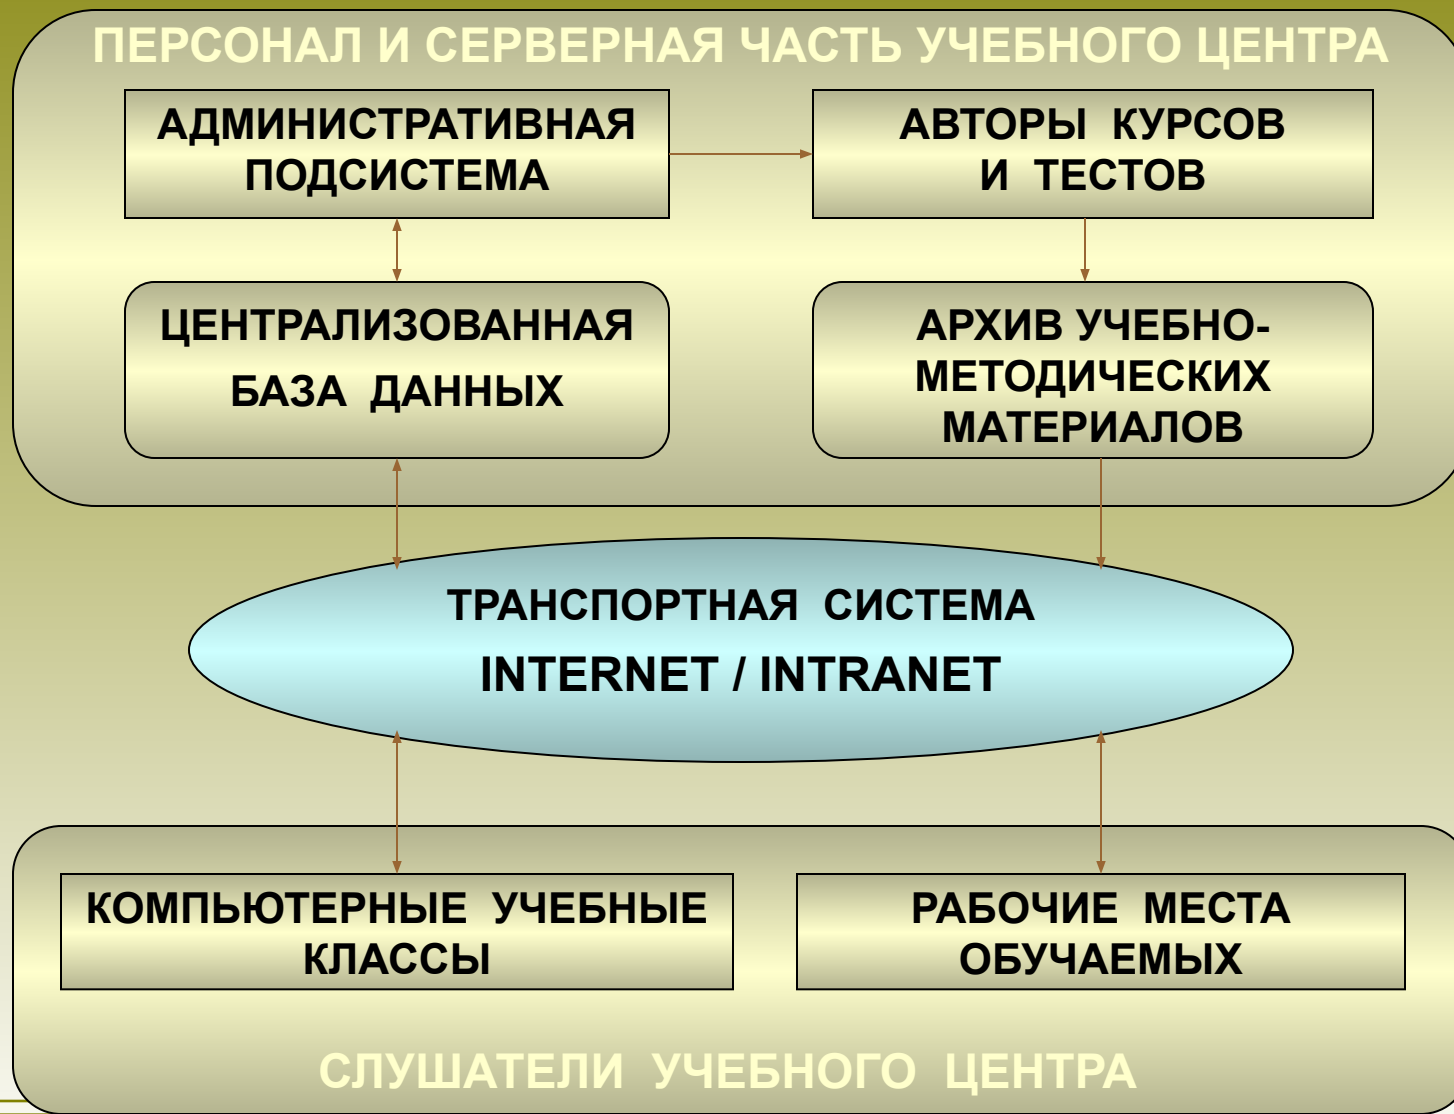 ПЕРСОНАЛ И СЕРВЕРНАЯ ЧАСТЬ УЧЕБНОГО ЦЕНТРА
АДМИНИСТРАТИВНАЯ
ПОДСИСТЕМА
АВТОРЫ КУРСОВ
И ТЕСТОВ
ЦЕНТРАЛИЗОВАННАЯ
БАЗА ДАННЫХ
АРХИВ УЧЕБНО-
МЕТОДИЧЕСКИХ
МАТЕРИАЛОВ
ТРАНСПОРТНАЯ СИСТЕМА
INTERNET / INTRANET
КОМПЬЮТЕРНЫЕ УЧЕБНЫЕ
КЛАССЫ
РАБОЧИЕ МЕСТА
ОБУЧАЕМЫХ
СЛУШАТЕЛИ УЧЕБНОГО ЦЕНТРА